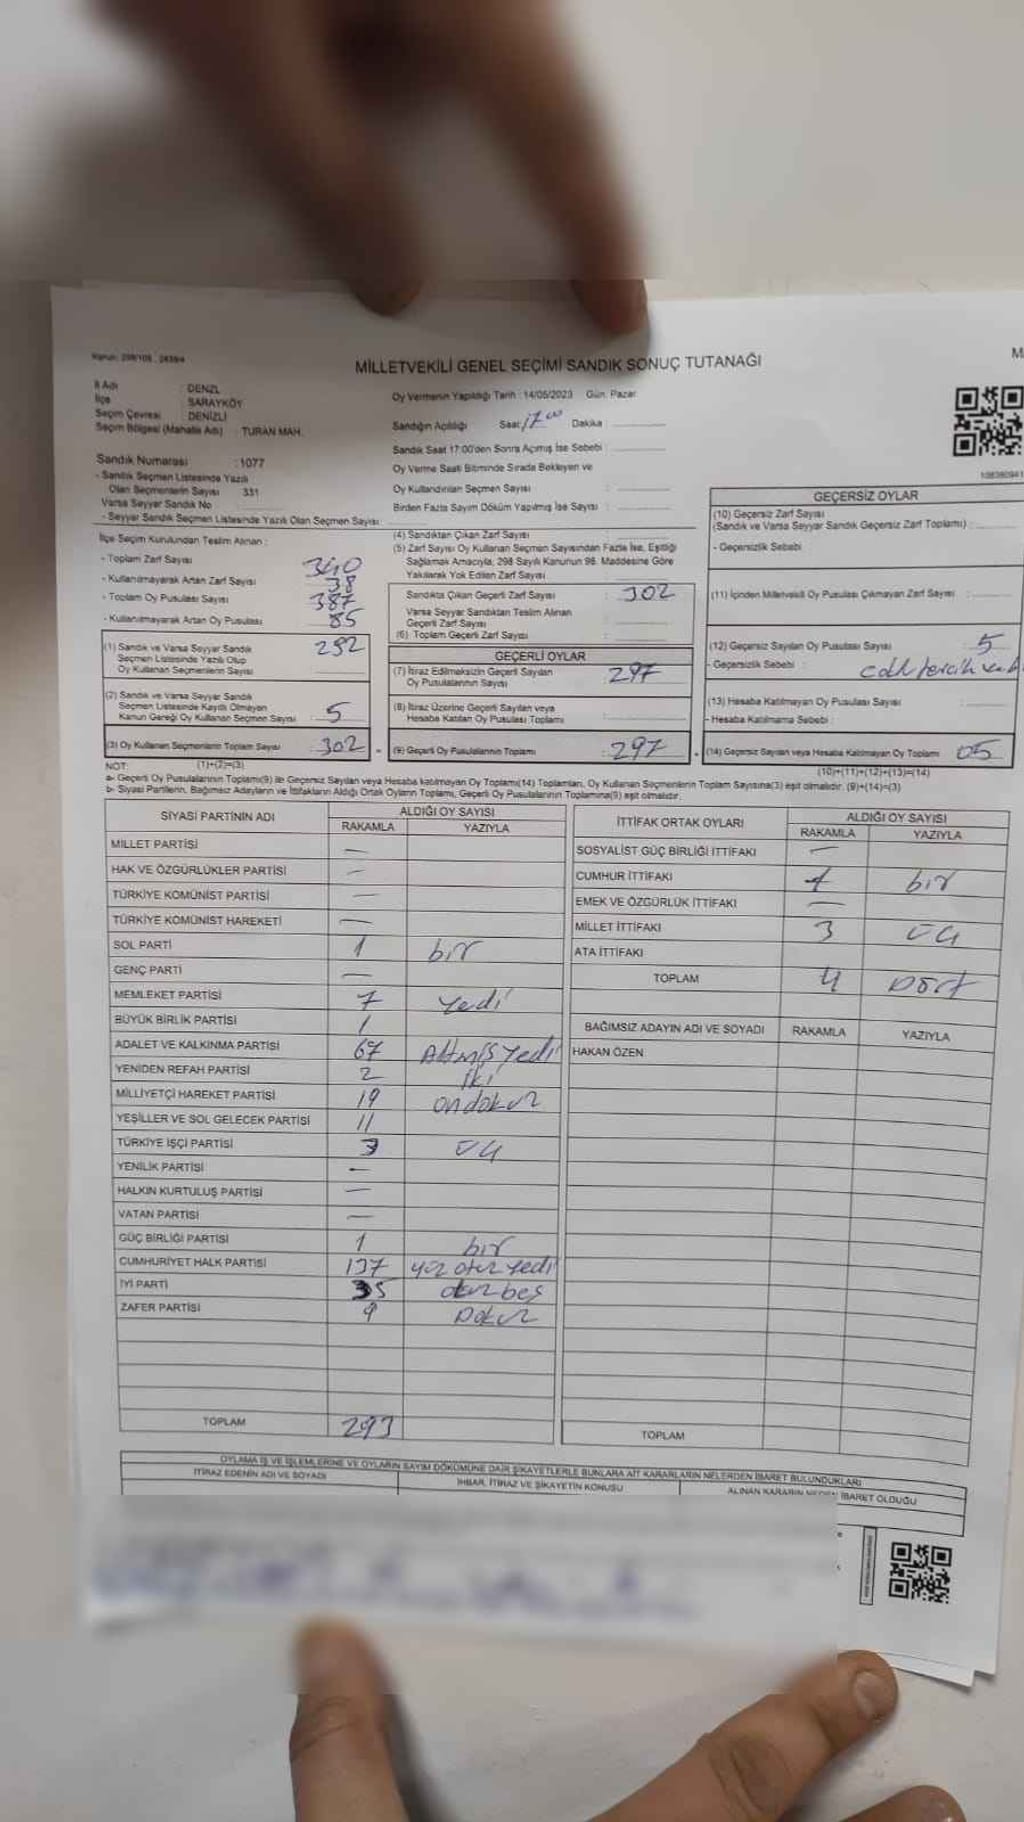 Kanun: 298/105 , 2839/4
MİLLETVEKİLİ GENEL SEÇİMİ SANDIK SONUÇ TUTANAĞI
İl Adı : DENİZLİ
İlçe : SARAYKÖY
Seçim Çevresi : DENİZLİ
Seçim Bölgesi (Mahalle Adı) : TURAN MAH.
Sandık Numarası : 1077
- Sandık Seçmen Listesinde Yazılı
Olan Seçmenlerin Sayısı : 331
Varsa Seyyar Sandık No :
- Seyyar Sandık Seçmen Listesinde Yazılı Olan Seçmen Sayısı:
Oy Vermenin Yapıldığı Tarih : 14/05/2023 Gün: Pazar
Sandığın Açıldığı Saat: 17 00 Dakika :
Sandık Saat 17:00'den Sonra Açılmış İse Sebebi :
Oy Verme Saati Bitiminde Sırada Bekleyen ve
Oy Kullandırılan Seçmen Sayısı :
Birden Fazla Sayım Döküm Yapılmış İse Sayısı :
İlçe Seçim Kurulundan Teslim Alınan :
- Toplam Zarf Sayısı : 340
- Kullanılmayarak Artan Zarf Sayısı : 38
- Toplam Oy Pusulası Sayısı : 387
- Kullanılmayarak Artan Oy Pusulası : 85
(1) Sandık ve Varsa Seyyar Sandık
Seçmen Listesinde Yazılı Olup
Oy Kullanan Seçmenlerin Sayısı : 292
(2) Sandık ve Varsa Seyyar Sandık
Seçmen Listesinde Kayıtlı Olmayan
Kanun Gereği Oy Kullanan Seçmen Sayısı : 5
(3) Oy Kullanan Seçmenlerin Toplam Sayısı : 302
(4) Sandıktan Çıkan Zarf Sayısı :
(5) Zarf Sayısı Oy Kullanan Seçmen Sayısından Fazla İse, Eşitliği
Sağlamak Amacıyla, 298 Sayılı Kanunun 98. Maddesine Göre
Yakılarak Yok Edilen Zarf Sayısı :
Sandıkta Çıkan Geçerli Zarf Sayısı : 302
Varsa Seyyar Sandıktan Teslim Alınan
Geçerli Zarf Sayısı :
(6) Toplam Geçerli Zarf Sayısı :
GEÇERLİ OYLAR
(7) İtiraz Edilmeksizin Geçerli Sayılan
Oy Pusulalarının Sayısı : 297
(8) İtiraz Üzerine Geçerli Sayılan veya
Hesaba Katılan Oy Pusulası Toplamı :
(9) Geçerli Oy Pusulalarının Toplamı : 297
GEÇERSİZ OYLAR
(10) Geçersiz Zarf Sayısı
(Sandık ve Varsa Seyyar Sandık Geçersiz Zarf Toplamı) :
- Geçersizlik Sebebi
(11) İçinden Milletvekili Oy Pusulası Çıkmayan Zarf Sayısı :
(12) Geçersiz Sayılan Oy Pusulası Sayısı : 5
- Geçersizlik Sebebi : tercih
(13) Hesaba Katılmayan Oy Pusulası Sayısı :
- Hesaba Katılmama Sebebi :
(14) Geçersiz Sayılan veya Hesaba Katılmayan Oy Toplamı : 05
NOT: (1)+(2)=(3)
(10)+(11)+(12)+(13)=(14)
a- Geçerli Oy Pusulalarının Toplamı(9) ile Geçersiz Sayılan veya Hesaba katılmayan Oy Toplamı(14) Toplamları, Oy Kullanan Seçmenlerin Toplam Sayısına(3) eşit olmalıdır. (9)+(14)=(3)
b- Siyasi Partilerin, Bağımsız Adayların ve İttifakların Aldığı Ortak Oyların Toplamı, Geçerli Oy Pusulalarının Toplamına(9) eşit olmalıdır.
SİYASİ PARTİNİN ADI ALDIĞI OY SAYISI
RAKAMLA YAZIYLA
MİLLET PARTİSİ —
HAK VE ÖZGÜRLÜKLER PARTİSİ —
TÜRKİYE KOMÜNİST PARTİSİ —
TÜRKİYE KOMÜNİST HAREKETİ —
SOL PARTİ 1 bir
GENÇ PARTİ —
MEMLEKET PARTİSİ 7 yedi
BÜYÜK BİRLİK PARTİSİ 1
ADALET VE KALKINMA PARTİSİ 67 Altmış yedi
YENİDEN REFAH PARTİSİ 2 iki
MİLLİYETÇİ HAREKET PARTİSİ 19 ondokuz
YEŞİLLER VE SOL GELECEK PARTİSİ 11
TÜRKİYE İŞÇİ PARTİSİ 3 üç
YENİLİK PARTİSİ —
HALKIN KURTULUŞ PARTİSİ —
VATAN PARTİSİ —
GÜÇ BİRLİĞİ PARTİSİ 1 bir
CUMHURİYET HALK PARTİSİ 137 yüz otuz yedi
İYİ PARTİ 35 otuz beş
ZAFER PARTİSİ 9 Dokuz
TOPLAM 293
İTTİFAK ORTAK OYLARI ALDIĞI OY SAYISI
RAKAMLA YAZIYLA
SOSYALİST GÜÇ BİRLİĞİ İTTİFAKI —
CUMHUR İTTİFAKI 1 bir
EMEK VE ÖZGÜRLÜK İTTİFAKI —
MİLLET İTTİFAKI 3 üç
ATA İTTİFAKI
TOPLAM 4 Dört
BAĞIMSIZ ADAYIN ADI VE SOYADI RAKAMLA YAZIYLA
HAKAN ÖZEN
TOPLAM
OYLAMA İŞ VE İŞLEMLERİNE VE OYLARIN SAYIM DÖKÜMÜNE DAİR ŞİKAYETLERLE BUNLARA AİT KARARLARIN NELERDEN İBARET BULUNDUKLARI
İTİRAZ EDENİN ADI VE SOYADI İHBAR, İTİRAZ VE ŞİKAYETİN KONUSU ALINAN KARARIN NEDEN İBARET OLDUĞU